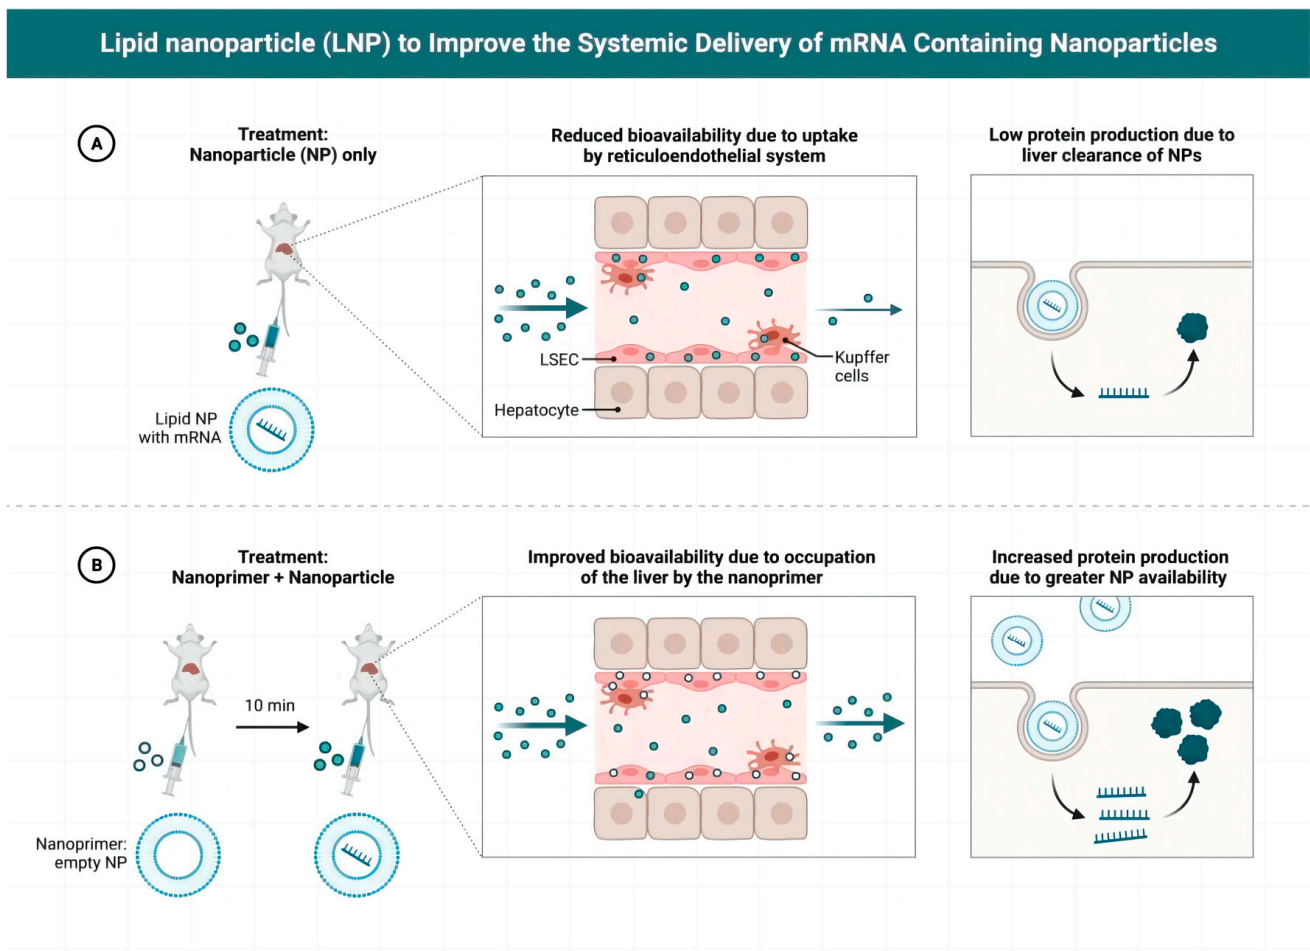 Lipid nanoparticle (LNP) to Improve the Systemic Delivery of mRNA Containing Nanoparticles
A
Treatment:
Nanoparticle (NP) only
Reduced bioavailability due to uptake
by reticuloendothelial system
Low protein production due to
liver clearance of NPs
LSEC
Kupffer
cells
Hepatocyte
Lipid NP
with mRNA
B
Treatment:
Nanoprimer + Nanoparticle
Improved bioavailability due to occupation
of the liver by the nanoprimer
Increased protein production
due to greater NP availability
10 min
Nanoprimer:
empty NP